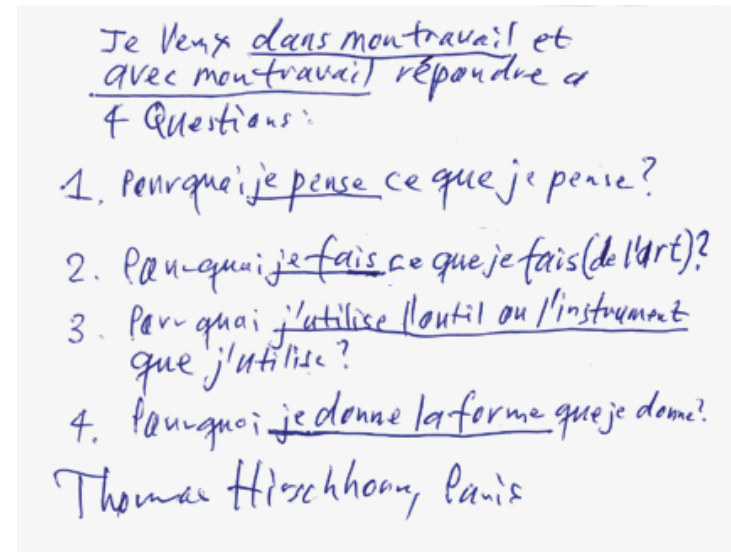 Je Veux dans mon travail et
avec mon travail répondre a
4 Questions:
1. Pourquoi je pense ce que je pense?
2. Pourquoi je fais ce que je fais (de l'art)?
3. Pourquoi j'utilise l'outil ou l'instrument
que j'utilise?
4. Pourquoi je donne la forme que je donne?
Thomas Hirschhorn, Paris